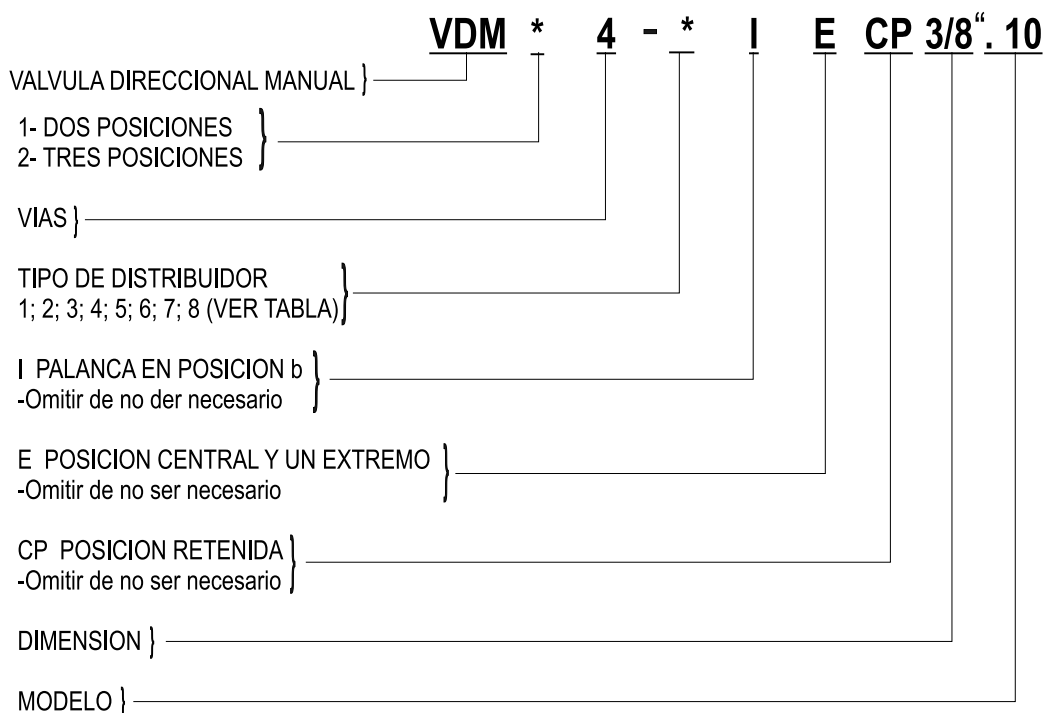 VDM * 4 - * I E CP 3/8“. 10
VALVULA DIRECCIONAL MANUAL }
1- DOS POSICIONES
2- TRES POSICIONES
VIAS }
TIPO DE DISTRIBUIDOR
1; 2; 3; 4; 5; 6; 7; 8 (VER TABLA)
I PALANCA EN POSICION b
-Omitir de no der necesario
E POSICION CENTRAL Y UN EXTREMO
-Omitir de no ser necesario
CP POSICION RETENIDA
-Omitir de no ser necesario
DIMENSION }
MODELO }